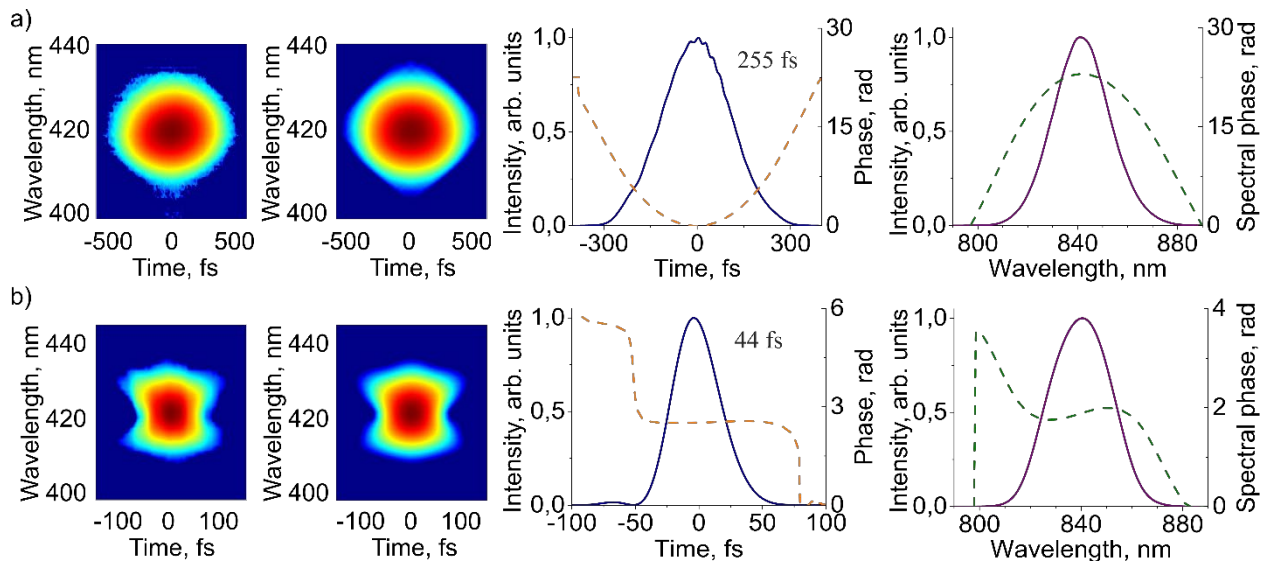 a)
Wavelength, nm
440
420
400
-500 0 500
Time, fs
Wavelength, nm
440
420
400
-500 0 500
Time, fs
Intensity, arb. units
1,0
0,5
0,0
255 fs
30
15
0
Phase, rad
-300 0 300
Time, fs
Intensity, arb. units
1,0
0,5
0,0
30
15
0
Spectral phase, rad
800 840 880
Wavelength, nm
b)
Wavelength, nm
440
420
400
-100 0 100
Time, fs
Wavelength, nm
440
420
400
-100 0 100
Time, fs
Intensity, arb. units
1,0
0,5
0,0
44 fs
6
3
0
Phase, rad
-100 -50 0 50 100
Time, fs
Intensity, arb. units
1,0
0,5
0,0
4
2
0
Spectral phase, rad
800 840 880
Wavelength, nm